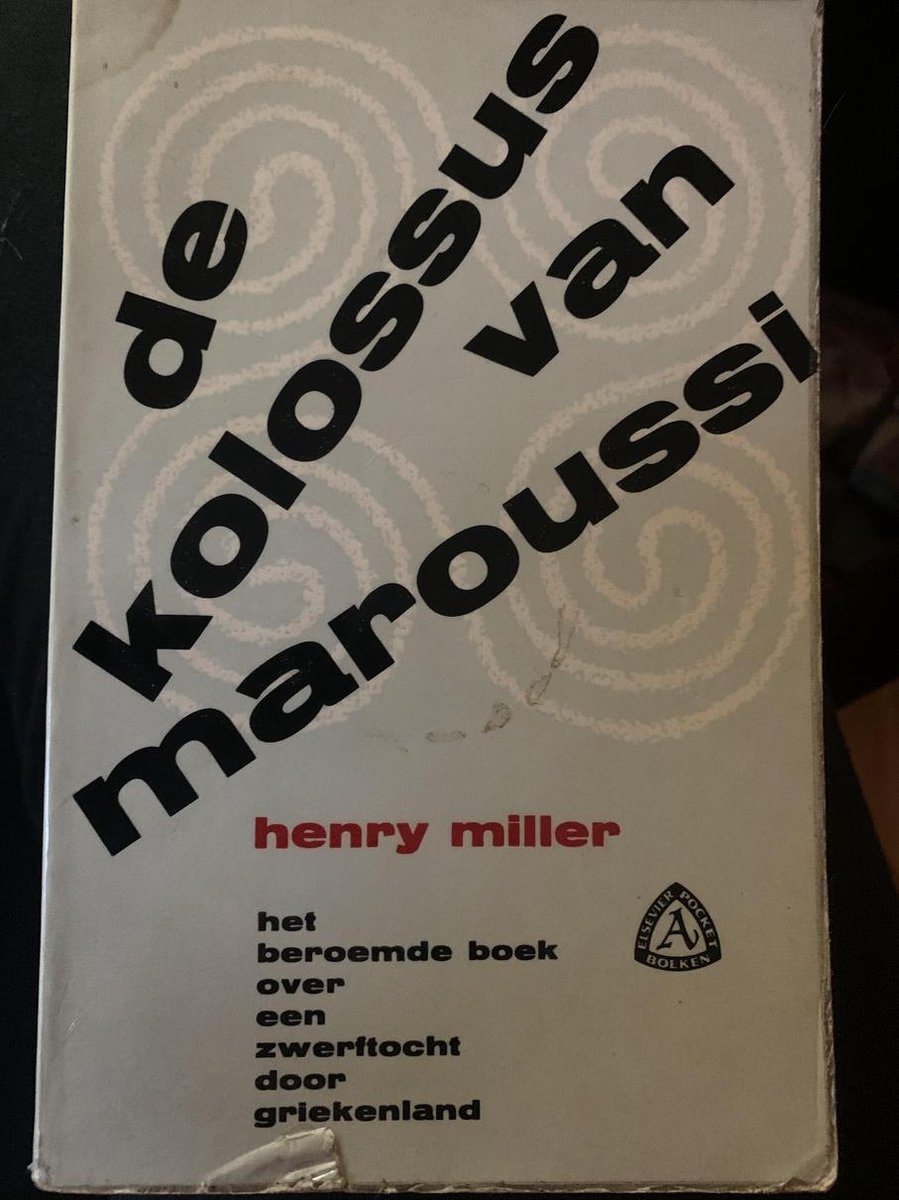 de
kolossus
van
maroussi
henry miller
het
beroemde boek
over
een
zwerftocht
door
griekenland
ELSEVIER POCKET
A
BOEKEN